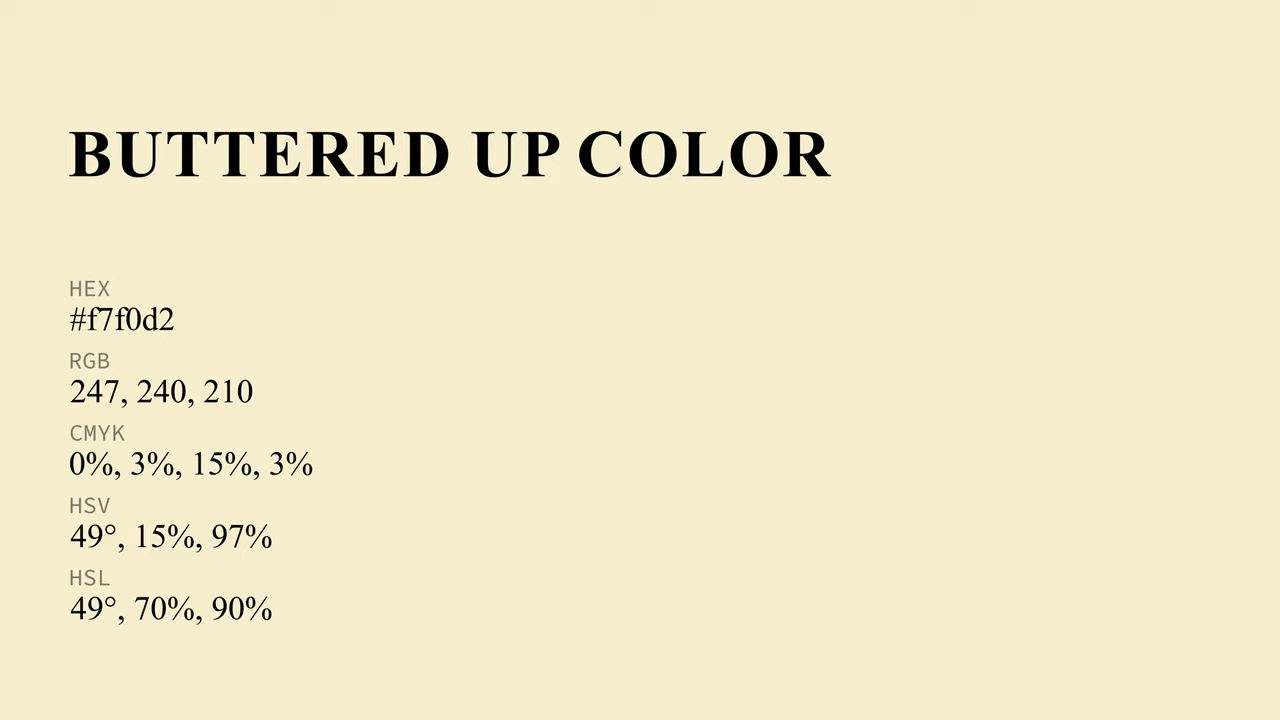 BUTTERED UP COLOR
HEX
#f7f0d2
RGB
247, 240, 210
CMYK
0%, 3%, 15%, 3%
HSV
49°, 15%, 97%
HSL
49°, 70%, 90%